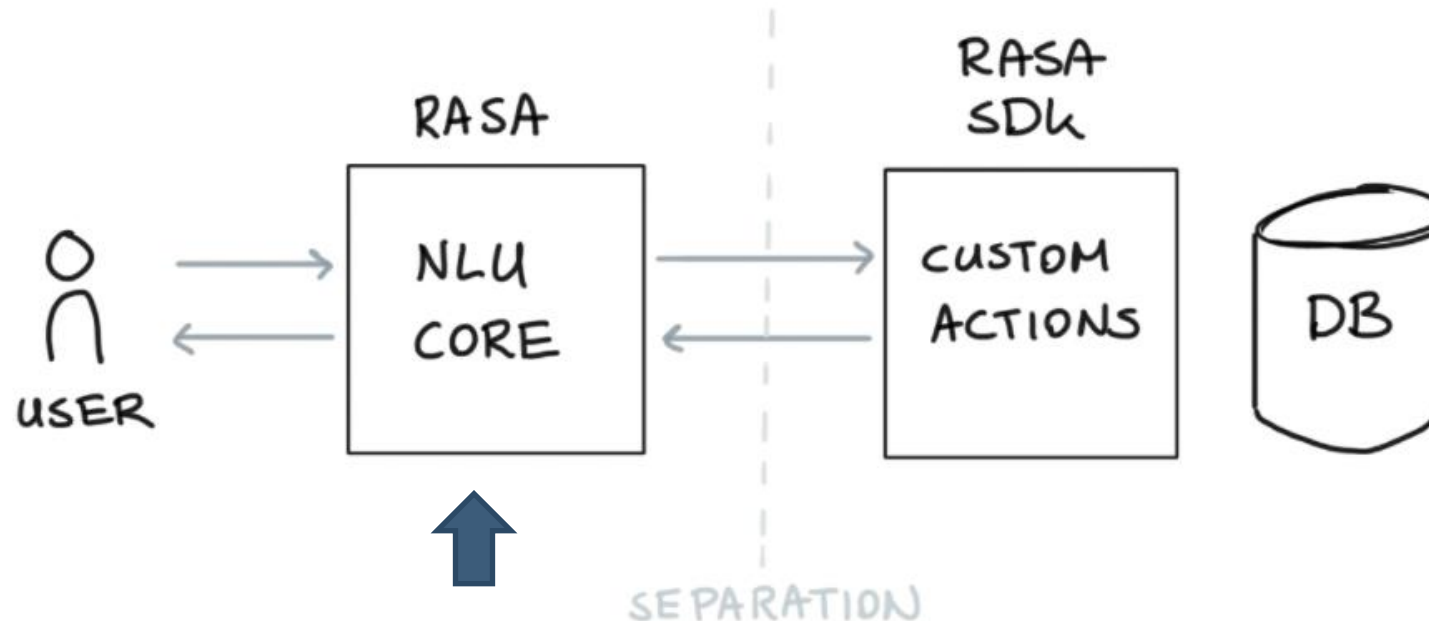 RASA
RASA
SDK
NLU
CORE
CUSTOM
ACTIONS
DB
USER
SEPARATION